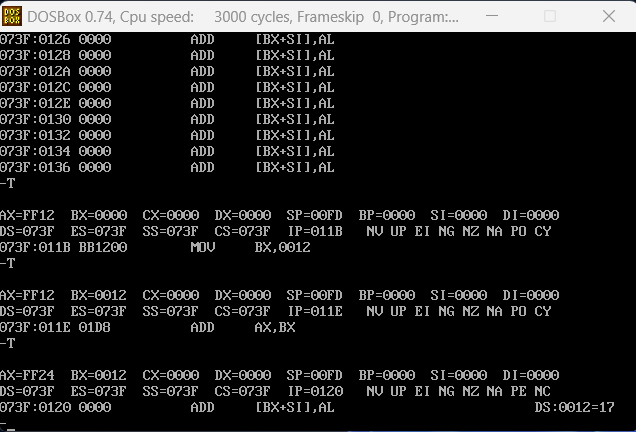 DOS BOX DOSBox 0.74, Cpu speed: 3000 cycles, Frameskip 0, Program:...
073F:0126 0000 ADD [BX+SI],AL
073F:0128 0000 ADD [BX+SI],AL
073F:012A 0000 ADD [BX+SI],AL
073F:012C 0000 ADD [BX+SI],AL
073F:012E 0000 ADD [BX+SI],AL
073F:0130 0000 ADD [BX+SI],AL
073F:0132 0000 ADD [BX+SI],AL
073F:0134 0000 ADD [BX+SI],AL
073F:0136 0000 ADD [BX+SI],AL
-T
AX=FF12 BX=0000 CX=0000 DX=0000 SP=00FD BP=0000 SI=0000 DI=0000
DS=073F ES=073F SS=073F CS=073F IP=011B NV UP EI NG NZ NA PO CY
073F:011B BB1200 MOV BX,0012
-T
AX=FF12 BX=0012 CX=0000 DX=0000 SP=00FD BP=0000 SI=0000 DI=0000
DS=073F ES=073F SS=073F CS=073F IP=011E NV UP EI NG NZ NA PO CY
073F:011E 01D8 ADD AX,BX
-T
AX=FF24 BX=0012 CX=0000 DX=0000 SP=00FD BP=0000 SI=0000 DI=0000
DS=073F ES=073F SS=073F CS=073F IP=0120 NV UP EI NG NZ NA PE NC
073F:0120 0000 ADD [BX+SI],AL DS:0012=17
-_